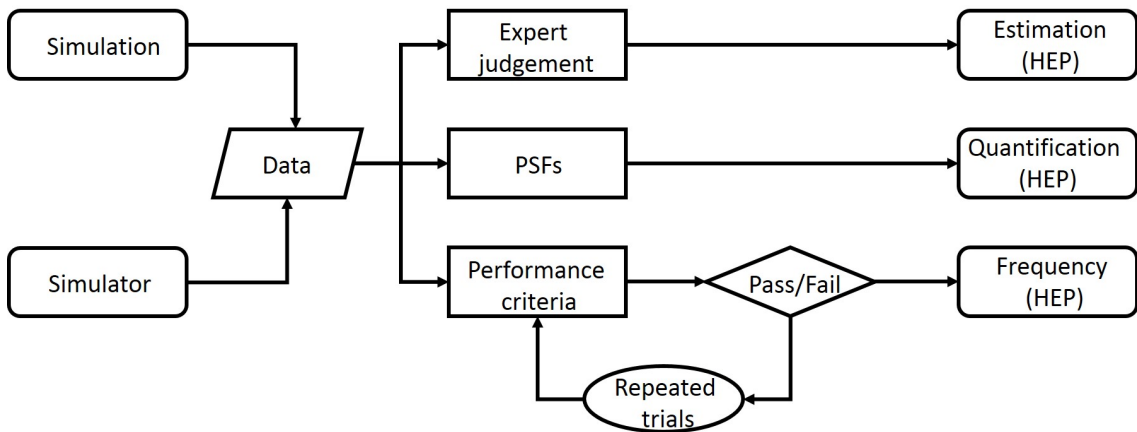 Simulation
Expert
judgement
Estimation
(HEP)
Data
PSFs
Quantification
(HEP)
Simulator
Performance
criteria
Pass/Fail
Frequency
(HEP)
Repeated
trials